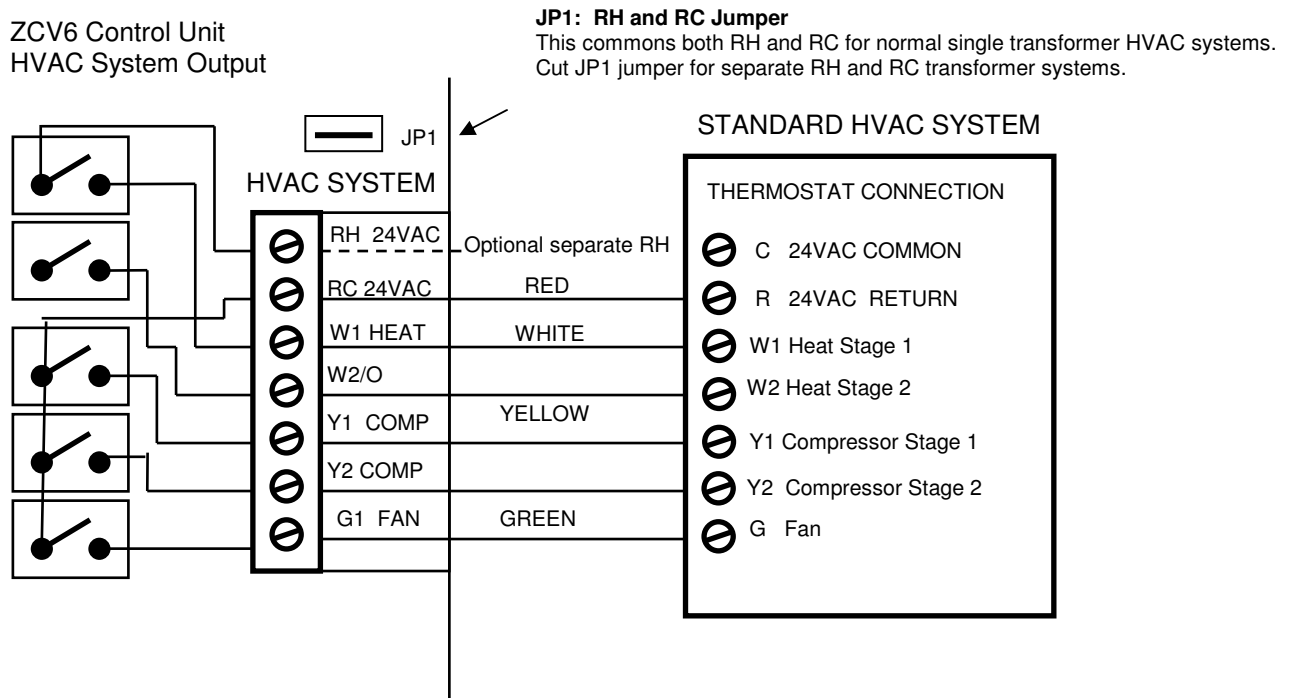 ZCV6 Control Unit
HVAC System Output
JP1: RH and RC Jumper
This commons both RH and RC for normal single transformer HVAC systems.
Cut JP1 jumper for separate RH and RC transformer systems.
JP1
HVAC SYSTEM
RH 24VAC
RC 24VAC
W1 HEAT
W2/O
Y1 COMP
Y2 COMP
G1 FAN
Optional separate RH
RED
WHITE
YELLOW
GREEN
STANDARD HVAC SYSTEM
THERMOSTAT CONNECTION
C 24VAC COMMON
R 24VAC RETURN
W1 Heat Stage 1
W2 Heat Stage 2
Y1 Compressor Stage 1
Y2 Compressor Stage 2
G Fan